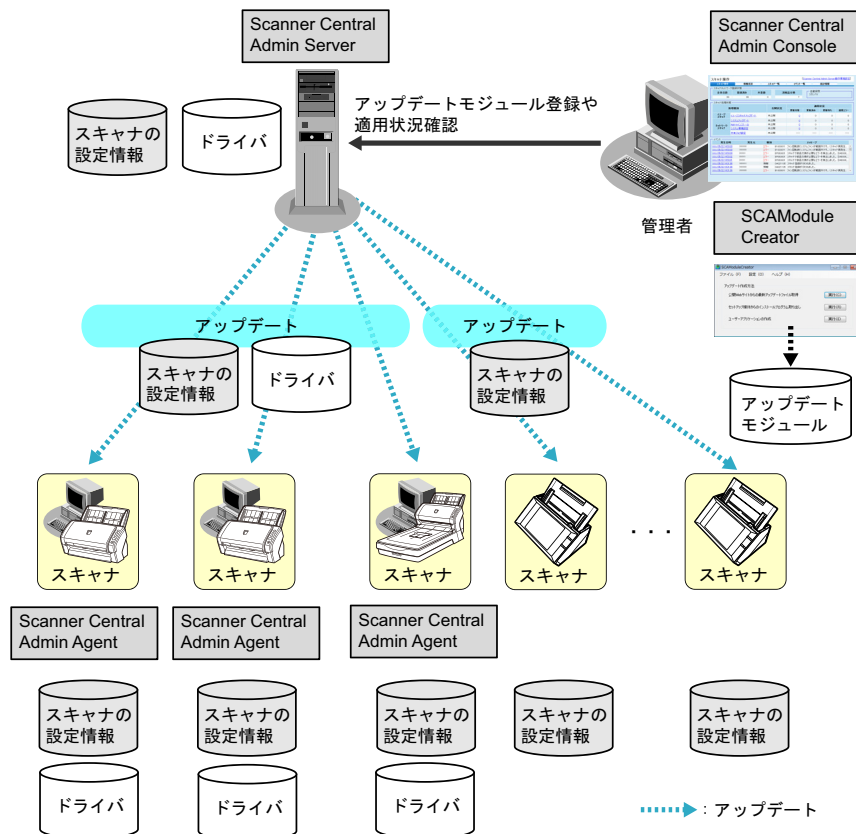 Scanner Central
Admin Server
Scanner Central
Admin Console
アップデートモジュール登録や
適用状況確認
スキャナの
設定情報
ドライバ
管理者
SCAModule
Creator
アップデート
アップデート
スキャナの
設定情報
ドライバ
スキャナの
設定情報
アップデート
モジュール
スキャナ
スキャナ
スキャナ
スキャナ
. . .
スキャナ
Scanner Central
Admin Agent
Scanner Central
Admin Agent
Scanner Central
Admin Agent
スキャナの
設定情報
スキャナの
設定情報
スキャナの
設定情報
スキャナの
設定情報
スキャナの
設定情報
ドライバ
ドライバ
ドライバ
：アップデート